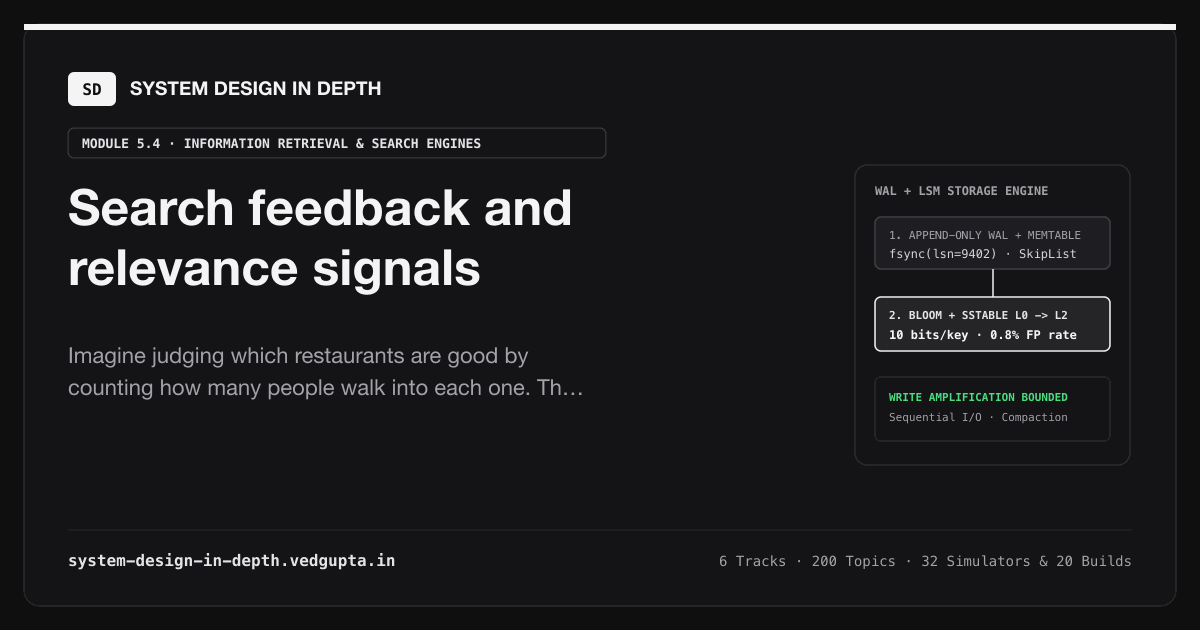 SD SYSTEM DESIGN IN DEPTH
MODULE 5.4 · INFORMATION RETRIEVAL & SEARCH ENGINES
Search feedback and
relevance signals
Imagine judging which restaurants are good by
counting how many people walk into each one. Th…
WAL + LSM STORAGE ENGINE
1. APPEND-ONLY WAL + MEMTABLE
fsync(lsn=9402) · SkipList
2. BLOOM + SSTABLE L0 -> L2
10 bits/key · 0.8% FP rate
WRITE AMPLIFICATION BOUNDED
Sequential I/O · Compaction
system-design-in-depth.vedgupta.in
6 Tracks · 200 Topics · 32 Simulators & 20 Builds